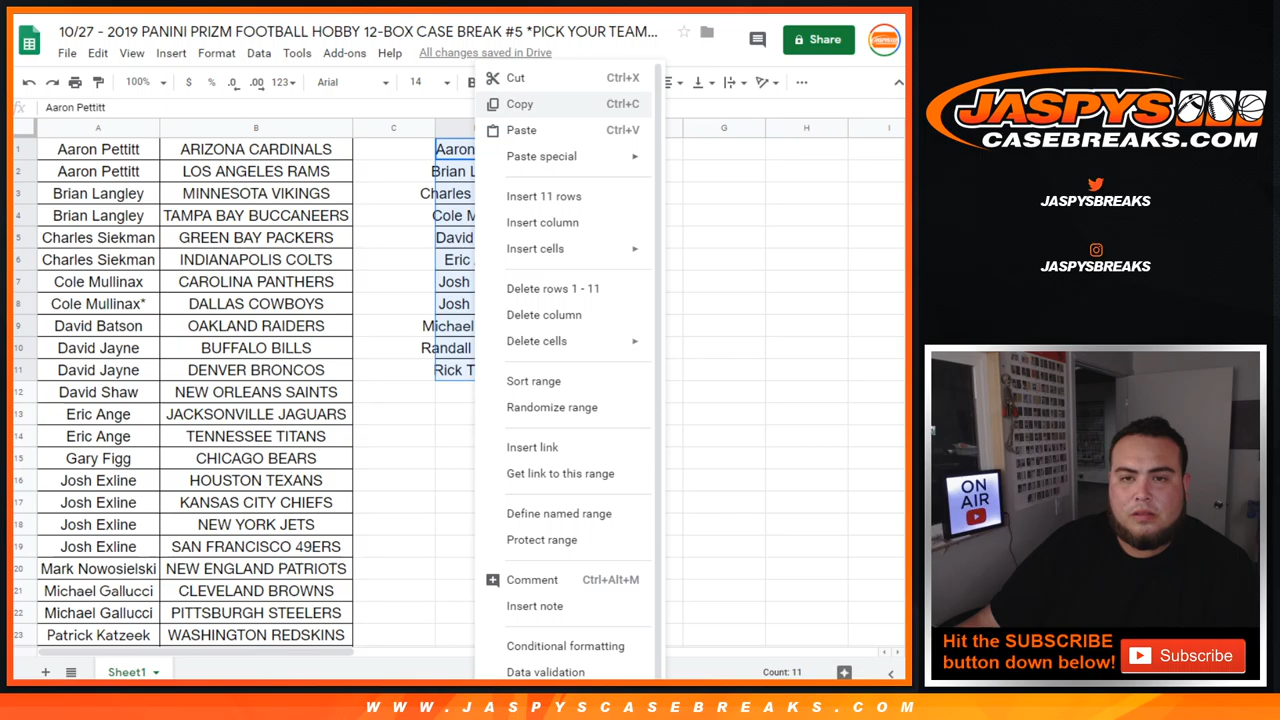 10/27 - 2019 PANINI PRIZM FOOTBALL HOBBY 12-BOX CASE BREAK #5 *PICK YOUR TEAM...
Share
File Edit View Insert Format Data Tools Add-ons Help All changes saved in Drive
100% $ % .0 .00 123 Arial 14 B
fx Aaron Pettitt
A B C G H I
1 Aaron Pettitt ARIZONA CARDINALS Aaron
2 Aaron Pettitt LOS ANGELES RAMS Brian L
3 Brian Langley MINNESOTA VIKINGS Charles
4 Brian Langley TAMPA BAY BUCCANEERS Cole M
5 Charles Siekman GREEN BAY PACKERS David
6 Charles Siekman INDIANAPOLIS COLTS Eric
7 Cole Mullinax CAROLINA PANTHERS Josh
8 Cole Mullinax* DALLAS COWBOYS Josh
9 David Batson OAKLAND RAIDERS Michael
10 David Jayne BUFFALO BILLS Randall
11 David Jayne DENVER BRONCOS Rick T
12 David Shaw NEW ORLEANS SAINTS
13 Eric Ange JACKSONVILLE JAGUARS
14 Eric Ange TENNESSEE TITANS
15 Gary Figg CHICAGO BEARS
16 Josh Exline HOUSTON TEXANS
17 Josh Exline KANSAS CITY CHIEFS
18 Josh Exline NEW YORK JETS
19 Josh Exline SAN FRANCISCO 49ERS
20 Mark Nowosielski NEW ENGLAND PATRIOTS
21 Michael Gallucci CLEVELAND BROWNS
22 Michael Gallucci PITTSBURGH STEELERS
23 Patrick Katzeek WASHINGTON REDSKINS
Cut Ctrl+X
Copy Ctrl+C
Paste Ctrl+V
Paste special
Insert 11 rows
Insert column
Insert cells
Delete rows 1 - 11
Delete column
Delete cells
Sort range
Randomize range
Insert link
Get link to this range
Define named range
Protect range
Comment Ctrl+Alt+M
Insert note
Conditional formatting
Data validation
Sheet1 Count: 11
JASPYS
CASEBREAKS.COM
JASPYSBREAKS
JASPYSBREAKS
ON
AIR
Hit the SUBSCRIBE
button down below!
Subscribe
WWW.JASPYSCASEBREAKS.COM